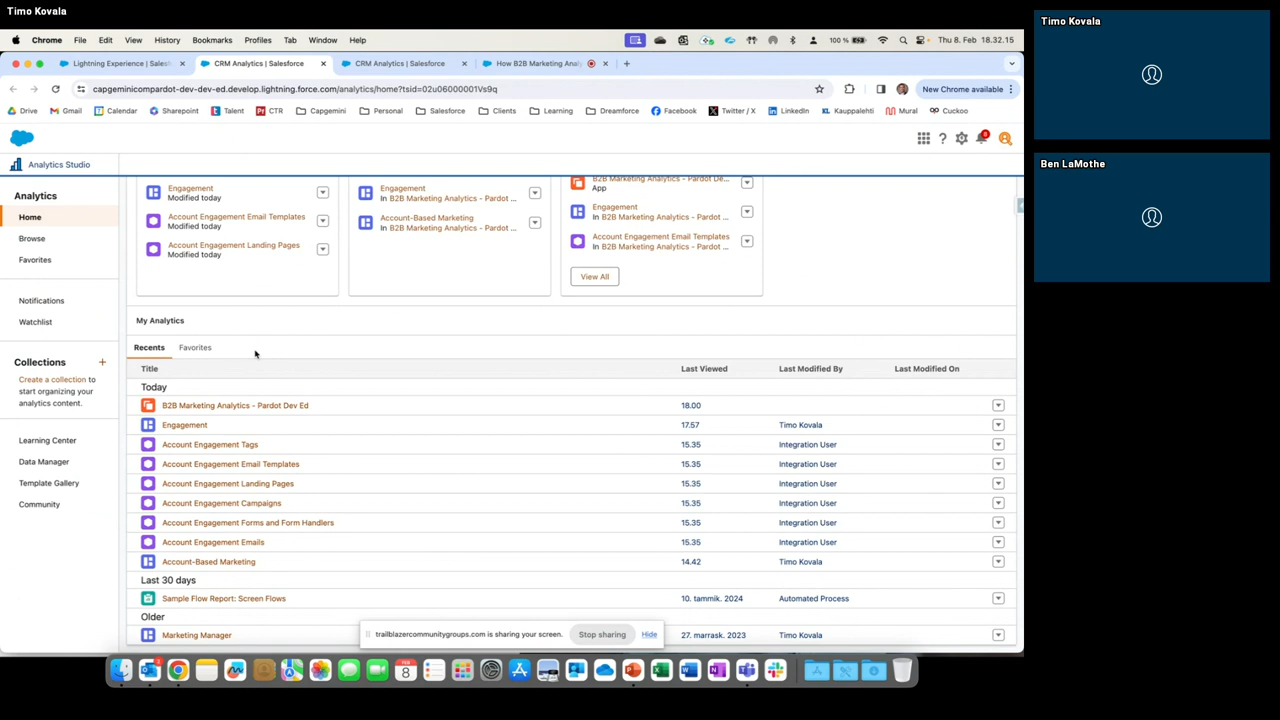 Timo Kovala
Chrome File Edit View History Bookmarks Profiles Tab Window Help
100 % Thu 8. Feb 18.32.15
Lightning Experience | Salesf
CRM Analytics | Salesforce
CRM Analytics | Salesforce
How B2B Marketing Anal
capgeminicompardot-dev-dev-ed.develop.lightning.force.com/analytics/home?tsid=02u06000001Vs9q
New Chrome available
Drive Gmail Calendar Sharepoint Talent CTR Capgemini Personal Salesforce Clients Learning Dreamforce Facebook Twitter / X LinkedIn Kauppalehti Mural Cuckoo
8
Analytics Studio
Analytics
Home
Browse
Favorites
Notifications
Watchlist
Collections +
Create a collection to
start organizing your
analytics content.
Learning Center
Data Manager
Template Gallery
Community
Engagement
Modified today
Account Engagement Email Templates
Modified today
Account Engagement Landing Pages
Modified today
Engagement
In B2B Marketing Analytics - Pardot ...
Account-Based Marketing
In B2B Marketing Analytics - Pardot ...
B2B Marketing Analytics - Pardot De...
App
Engagement
In B2B Marketing Analytics - Pardot ...
Account Engagement Email Templates
In B2B Marketing Analytics - Pardot ...
View All
My Analytics
Recents Favorites
Title Last Viewed Last Modified By Last Modified On
Today
B2B Marketing Analytics - Pardot Dev Ed 18.00
Engagement 17.57 Timo Kovala
Account Engagement Tags 15.35 Integration User
Account Engagement Email Templates 15.35 Integration User
Account Engagement Landing Pages 15.35 Integration User
Account Engagement Campaigns 15.35 Integration User
Account Engagement Forms and Form Handlers 15.35 Integration User
Account Engagement Emails 15.35 Integration User
Account-Based Marketing 14.42 Timo Kovala
Last 30 days
Sample Flow Report: Screen Flows 10. tammik. 2024 Automated Process
Older
Marketing Manager 27. marrask. 2023 Timo Kovala
trailblazercommunitygroups.com is sharing your screen. Stop sharing Hide
Timo Kovala
Ben LaMothe